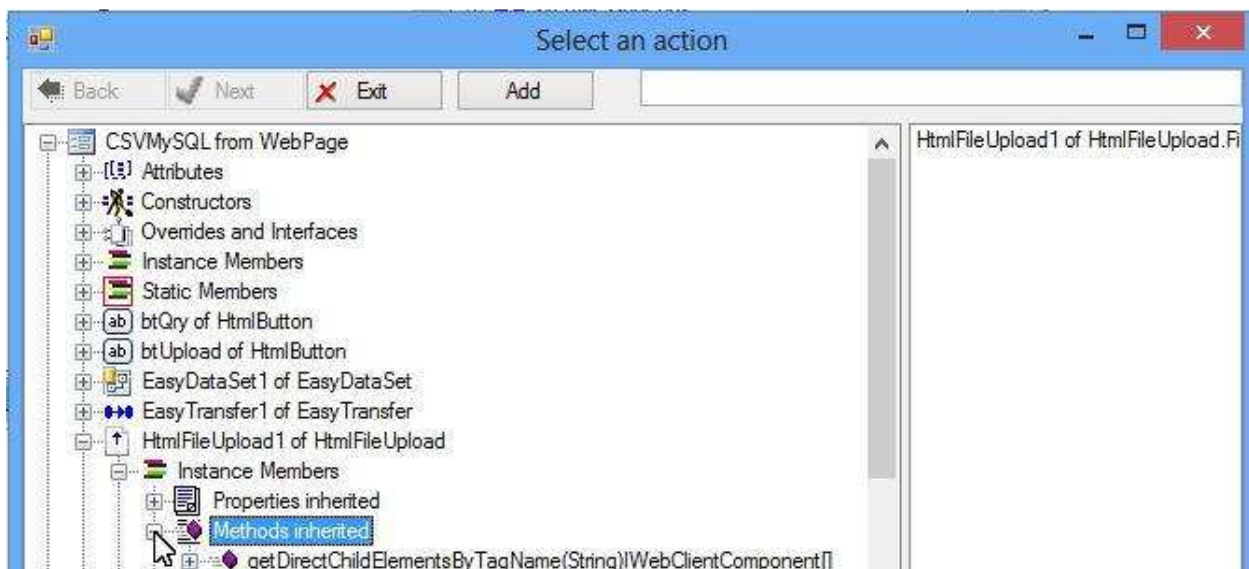 Select an action
Back Next Exit Add
CSVMySQL from WebPage
HtmlFileUpload1 of HtmlFileUpload.Fi
Attributes
Constructors
Overrides and Interfaces
Instance Members
Static Members
btQry of HtmlButton
btUpload of HtmlButton
EasyDataSet1 of EasyDataSet
EasyTransfer1 of EasyTransfer
HtmlFileUpload1 of HtmlFileUpload
Instance Members
Properties inherited
Methods inherited
getDirectChildElementsByTagName(String)IWebClientComponent[]